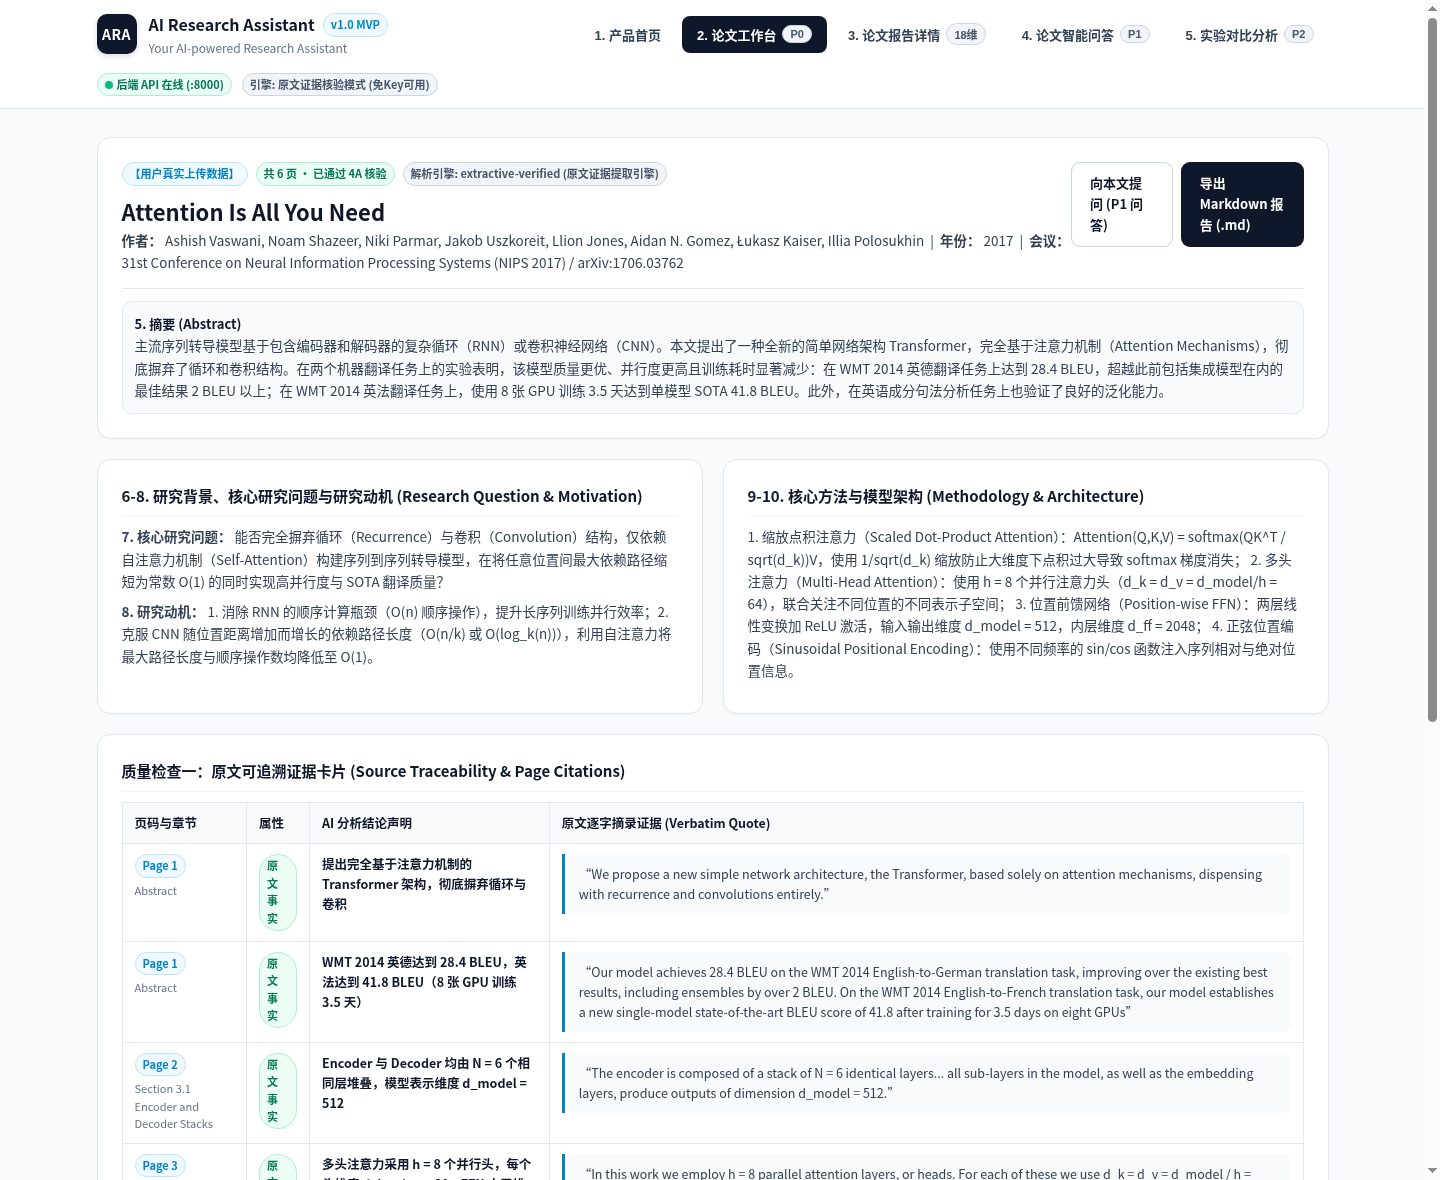 ARA
AI Research Assistant v1.0 MVP
Your AI-powered Research Assistant
1. 产品首页
2. 论文工作台 P0
3. 论文报告详情 18维
4. 论文智能问答 P1
5. 实验对比分析 P2
后端 API 在线 (:8000)
引擎: 原文证据核验模式 (免Key可用)
【用户真实上传数据】
共 6 页 · 已通过 4A 核验
解析引擎: extractive-verified (原文证据提取引擎)
Attention Is All You Need
作者： Ashish Vaswani, Noam Shazeer, Niki Parmar, Jakob Uszkoreit, Llion Jones, Aidan N. Gomez, Łukasz Kaiser, Illia Polosukhin | 年份： 2017 | 会议：
31st Conference on Neural Information Processing Systems (NIPS 2017) / arXiv:1706.03762
向本文提
问 (P1 问
答)
导出
Markdown 报
告 (.md)
5. 摘要 (Abstract)
主流序列转导模型基于包含编码器和解码器的复杂循环（RNN）或卷积神经网络（CNN）。本文提出了一种全新的简单网络架构 Transformer，完全基于注意力机制（Attention Mechanisms），彻
底摒弃了循环和卷积结构。在两个机器翻译任务上的实验表明，该模型质量更优、并行度更高且训练耗时显著减少：在 WMT 2014 英德翻译任务上达到 28.4 BLEU，超越此前包括集成模型在内的
最佳结果 2 BLEU 以上；在 WMT 2014 英法翻译任务上，使用 8 张 GPU 训练 3.5 天达到单模型 SOTA 41.8 BLEU。此外，在英语成分句法分析任务上也验证了良好的泛化能力。
6-8. 研究背景、核心研究问题与研究动机 (Research Question & Motivation)
7. 核心研究问题： 能否完全摒弃循环（Recurrence）与卷积（Convolution）结构，仅依赖
自注意力机制（Self-Attention）构建序列到序列转导模型，在将任意位置间最大依赖路径缩
短为常数 O(1) 的同时实现高并行度与 SOTA 翻译质量？
8. 研究动机： 1. 消除 RNN 的顺序计算瓶颈（O(n) 顺序操作），提升长序列训练并行效率；2.
克服 CNN 随位置距离增加而增长的依赖路径长度（O(n/k) 或 O(log_k(n))），利用自注意力将
最大路径长度与顺序操作数均降低至 O(1)。
9-10. 核心方法与模型架构 (Methodology & Architecture)
1. 缩放点积注意力（Scaled Dot-Product Attention）：Attention(Q,K,V) = softmax(QK^T /
sqrt(d_k))V，使用 1/sqrt(d_k) 缩放防止大维度下点积过大导致 softmax 梯度消失； 2. 多头
注意力（Multi-Head Attention）：使用 h = 8 个并行注意力头（d_k = d_v = d_model/h =
64），联合关注不同位置的不同表示子空间； 3. 位置前馈网络（Position-wise FFN）：两层线
性变换加 ReLU 激活，输入输出维度 d_model = 512，内层维度 d_ff = 2048； 4. 正弦位置编
码（Sinusoidal Positional Encoding）：使用不同频率的 sin/cos 函数注入序列相对与绝对位
置信息。
质量检查一：原文可追溯证据卡片 (Source Traceability & Page Citations)
页码与章节
属性
AI 分析结论声明
原文逐字摘录证据 (Verbatim Quote)
Page 1
Abstract
原
文
事
实
提出完全基于注意力机制的
Transformer 架构，彻底摒弃循环与
卷积
“We propose a new simple network architecture, the Transformer, based solely on attention mechanisms, dispensing
with recurrence and convolutions entirely.”
Page 1
Abstract
原
文
事
实
WMT 2014 英德达到 28.4 BLEU，英
法达到 41.8 BLEU（8 张 GPU 训练
3.5 天）
“Our model achieves 28.4 BLEU on the WMT 2014 English-to-German translation task, improving over the existing best
results, including ensembles by over 2 BLEU. On the WMT 2014 English-to-French translation task, our model establishes
a new single-model state-of-the-art BLEU score of 41.8 after training for 3.5 days on eight GPUs”
Page 2
Section 3.1
Encoder and
Decoder Stacks
原
文
事
实
Encoder 与 Decoder 均由 N = 6 个相
同层堆叠，模型表示维度 d_model =
512
“The encoder is composed of a stack of N = 6 identical layers... all sub-layers in the model, as well as the embedding
layers, produce outputs of dimension d_model = 512.”
Page 3
原
多头注意力采用 h = 8 个并行头，每个
“In this work we employ h = 8 parallel attention layers, or heads. For each of these we use d_k = d_v = d_model / h =